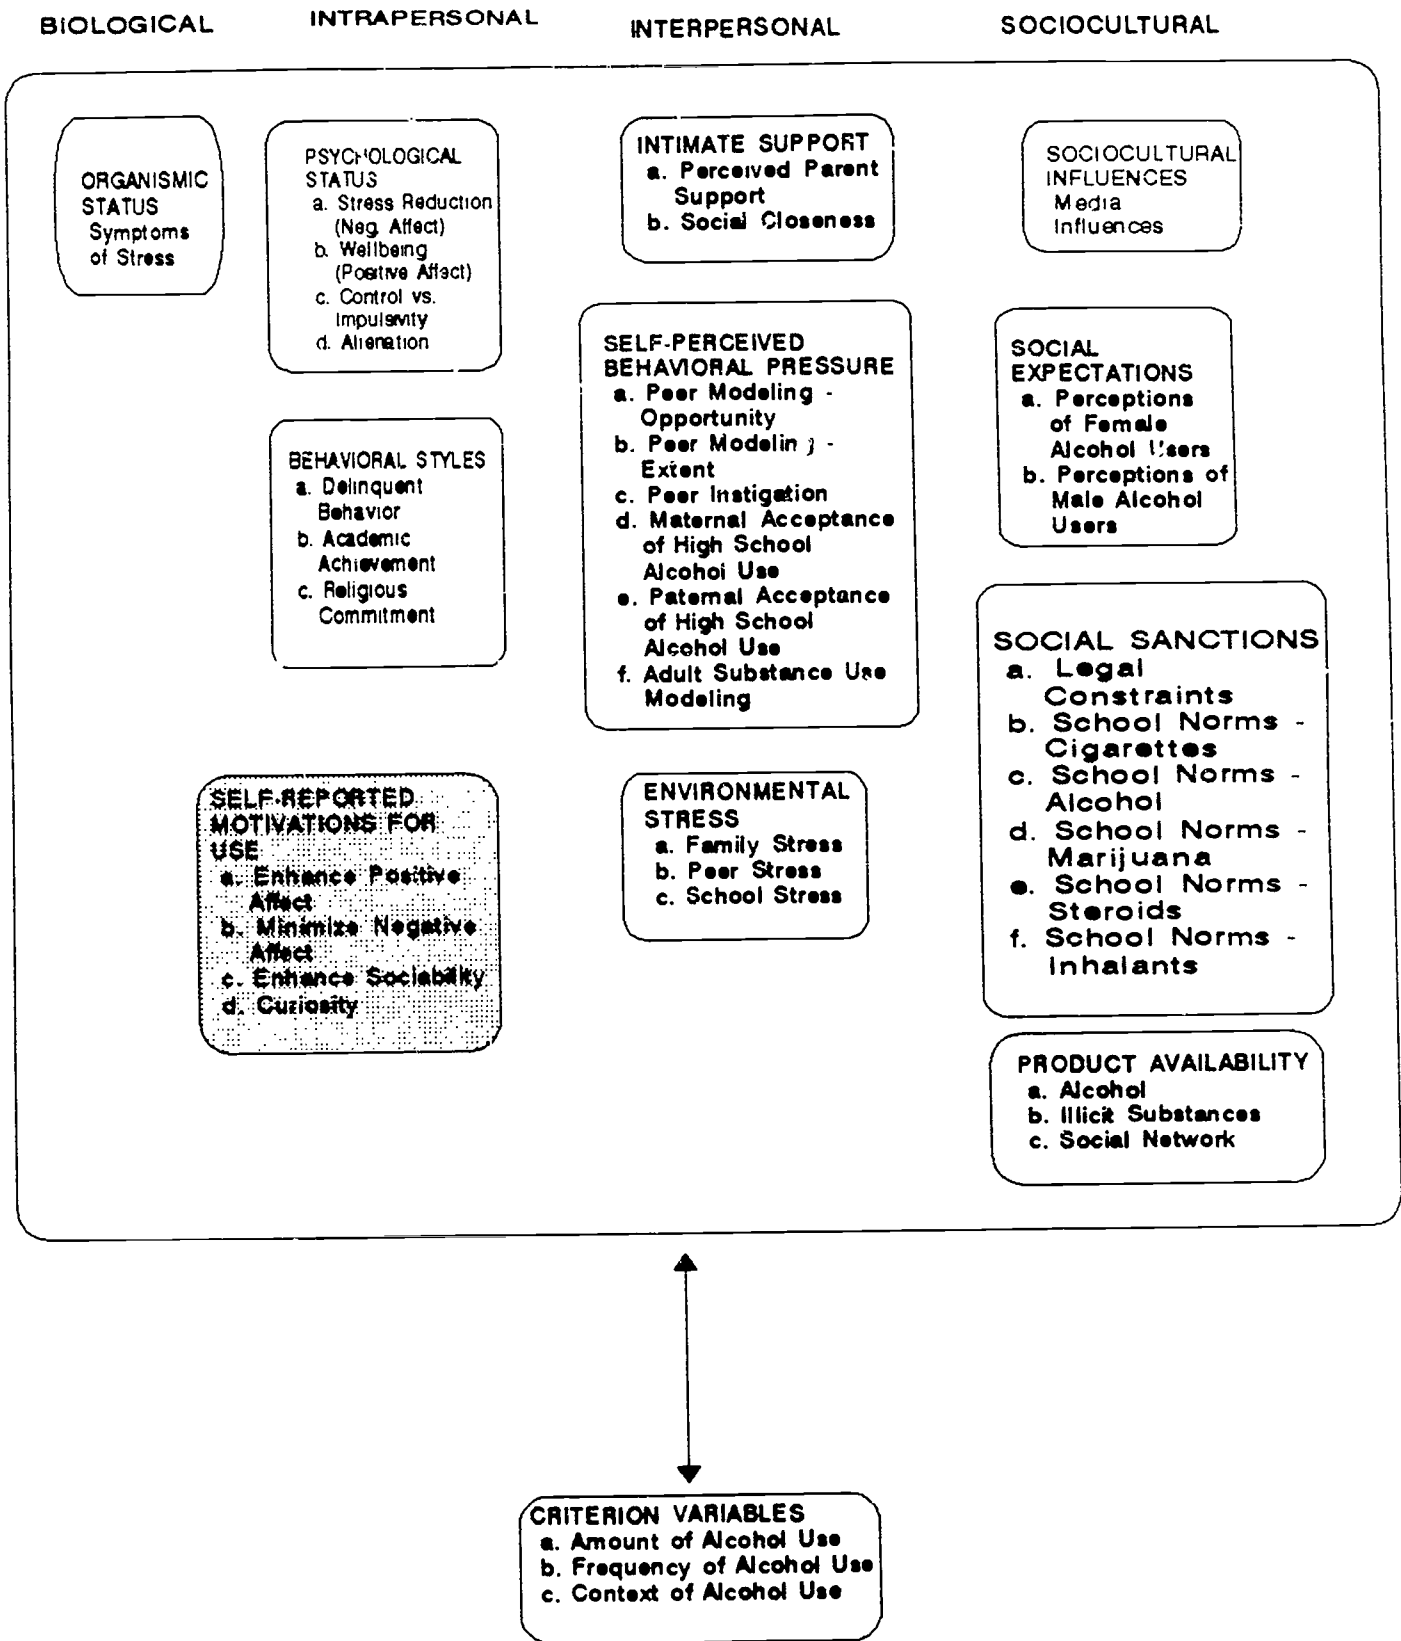 BIOLOGICAL
INTRAPERSONAL
INTERPERSONAL
SOCIOCULTURAL
ORGANISMIC
STATUS
Symptoms
of Stress
PSYCHOLOGICAL
STATUS
a. Stress Reduction
(Neg. Affect)
b. Wellbeing
(Positive Affect)
c. Control vs.
Impulsivity
d. Alienation
BEHAVIORAL STYLES
a. Delinquent
Behavior
b. Academic
Achievement
c. Religious
Commitment
SELF-REPORTED
MOTIVATIONS FOR
USE
a. Enhance Positive
Affect
b. Minimize Negative
Affect
c. Enhance Sociability
d. Curiosity
INTIMATE SUPPORT
a. Perceived Parent
Support
b. Social Closeness
SELF-PERCEIVED
BEHAVIORAL PRESSURE
a. Peer Modeling -
Opportunity
b. Peer Modeling -
Extent
c. Peer Instigation
d. Maternal Acceptance
of High School
Alcohol Use
e. Paternal Acceptance
of High School
Alcohol Use
f. Adult Substance Use
Modeling
ENVIRONMENTAL
STRESS
a. Family Stress
b. Peer Stress
c. School Stress
SOCIOCULTURAL
INFLUENCES
Media
Influences
SOCIAL
EXPECTATIONS
a. Perceptions
of Female
Alcohol Users
b. Perceptions of
Male Alcohol
Users
SOCIAL SANCTIONS
a. Legal
Constraints
b. School Norms -
Cigarettes
c. School Norms -
Alcohol
d. School Norms -
Marijuana
e. School Norms -
Steroids
f. School Norms -
Inhalants
PRODUCT AVAILABILITY
a. Alcohol
b. Illicit Substances
c. Social Network
CRITERION VARIABLES
a. Amount of Alcohol Use
b. Frequency of Alcohol Use
c. Context of Alcohol Use